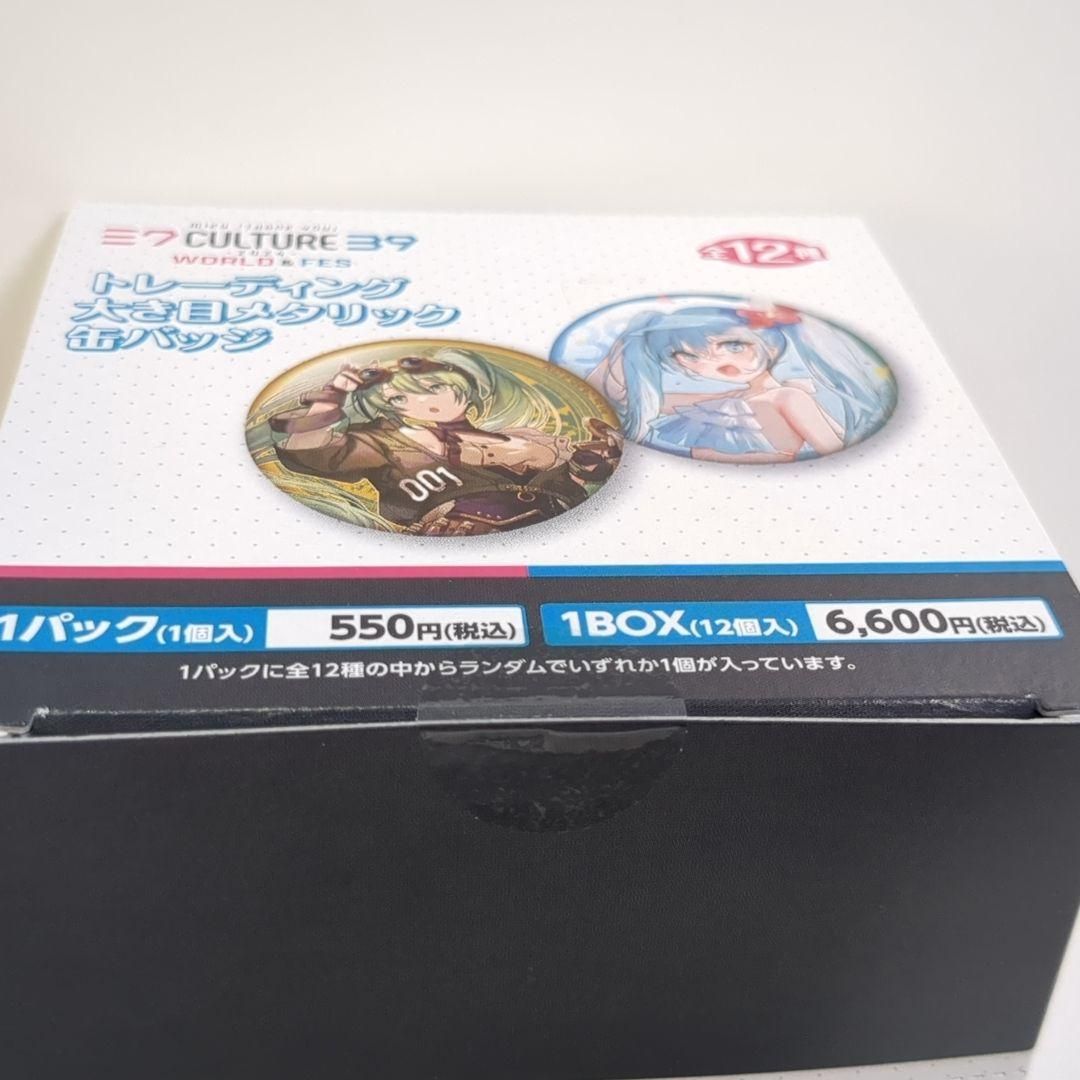 ミク CULTURE 39
-2024-
WORLD & FES
全12種
トレーディング
大き目メタリック
缶バッジ
001
1パック(1個入) 550円(税込)
1BOX(12個入) 6,600円(税込)
1パックに全12種の中からランダムでいずれか1個が入っています。